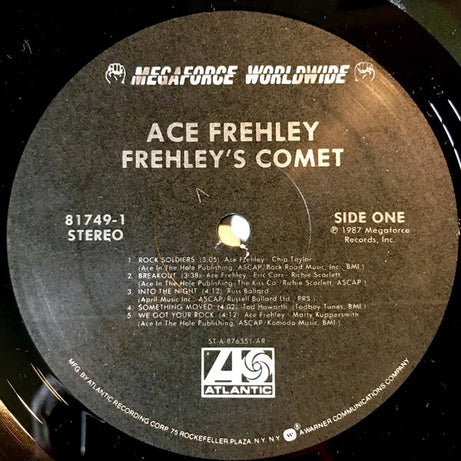 MEGAFORCE WORLDWIDE
ACE FREHLEY
FREHLEY'S COMET
81749-1
STEREO
SIDE ONE
℗ 1987 Megaforce
Records, Inc.
1. ROCK SOLDIERS (5:05) Ace Frehley - Chip Taylor
(Ace In The Hole Publishing, ASCAP/Back Road Music, Inc., BMI)
2. BREAKOUT (3:38) Ace Frehley - Eric Carr - Richie Scarlett
(Ace In The Hole Publishing/The Kiss Co./Richie Scarlett, ASCAP)
3. INTO THE NIGHT (4:12) Russ Ballard
(April Music Inc., ASCAP/Russell Ballard Ltd., PRS)
4. SOMETHING MOVED (4:02) Tod Howarth (Todboy Tunes, BMI)
5. WE GOT YOUR ROCK (4:12) Ace Frehley - Marty Kupersmith
(Ace In The Hole Publishing, ASCAP/Komodo Music, BMI)
ST-A-876351-AR
ATLANTIC
MFG BY ATLANTIC RECORDING CORP. 75 ROCKEFELLER PLAZA, N.Y. N.Y. A WARNER COMMUNICATIONS COMPANY